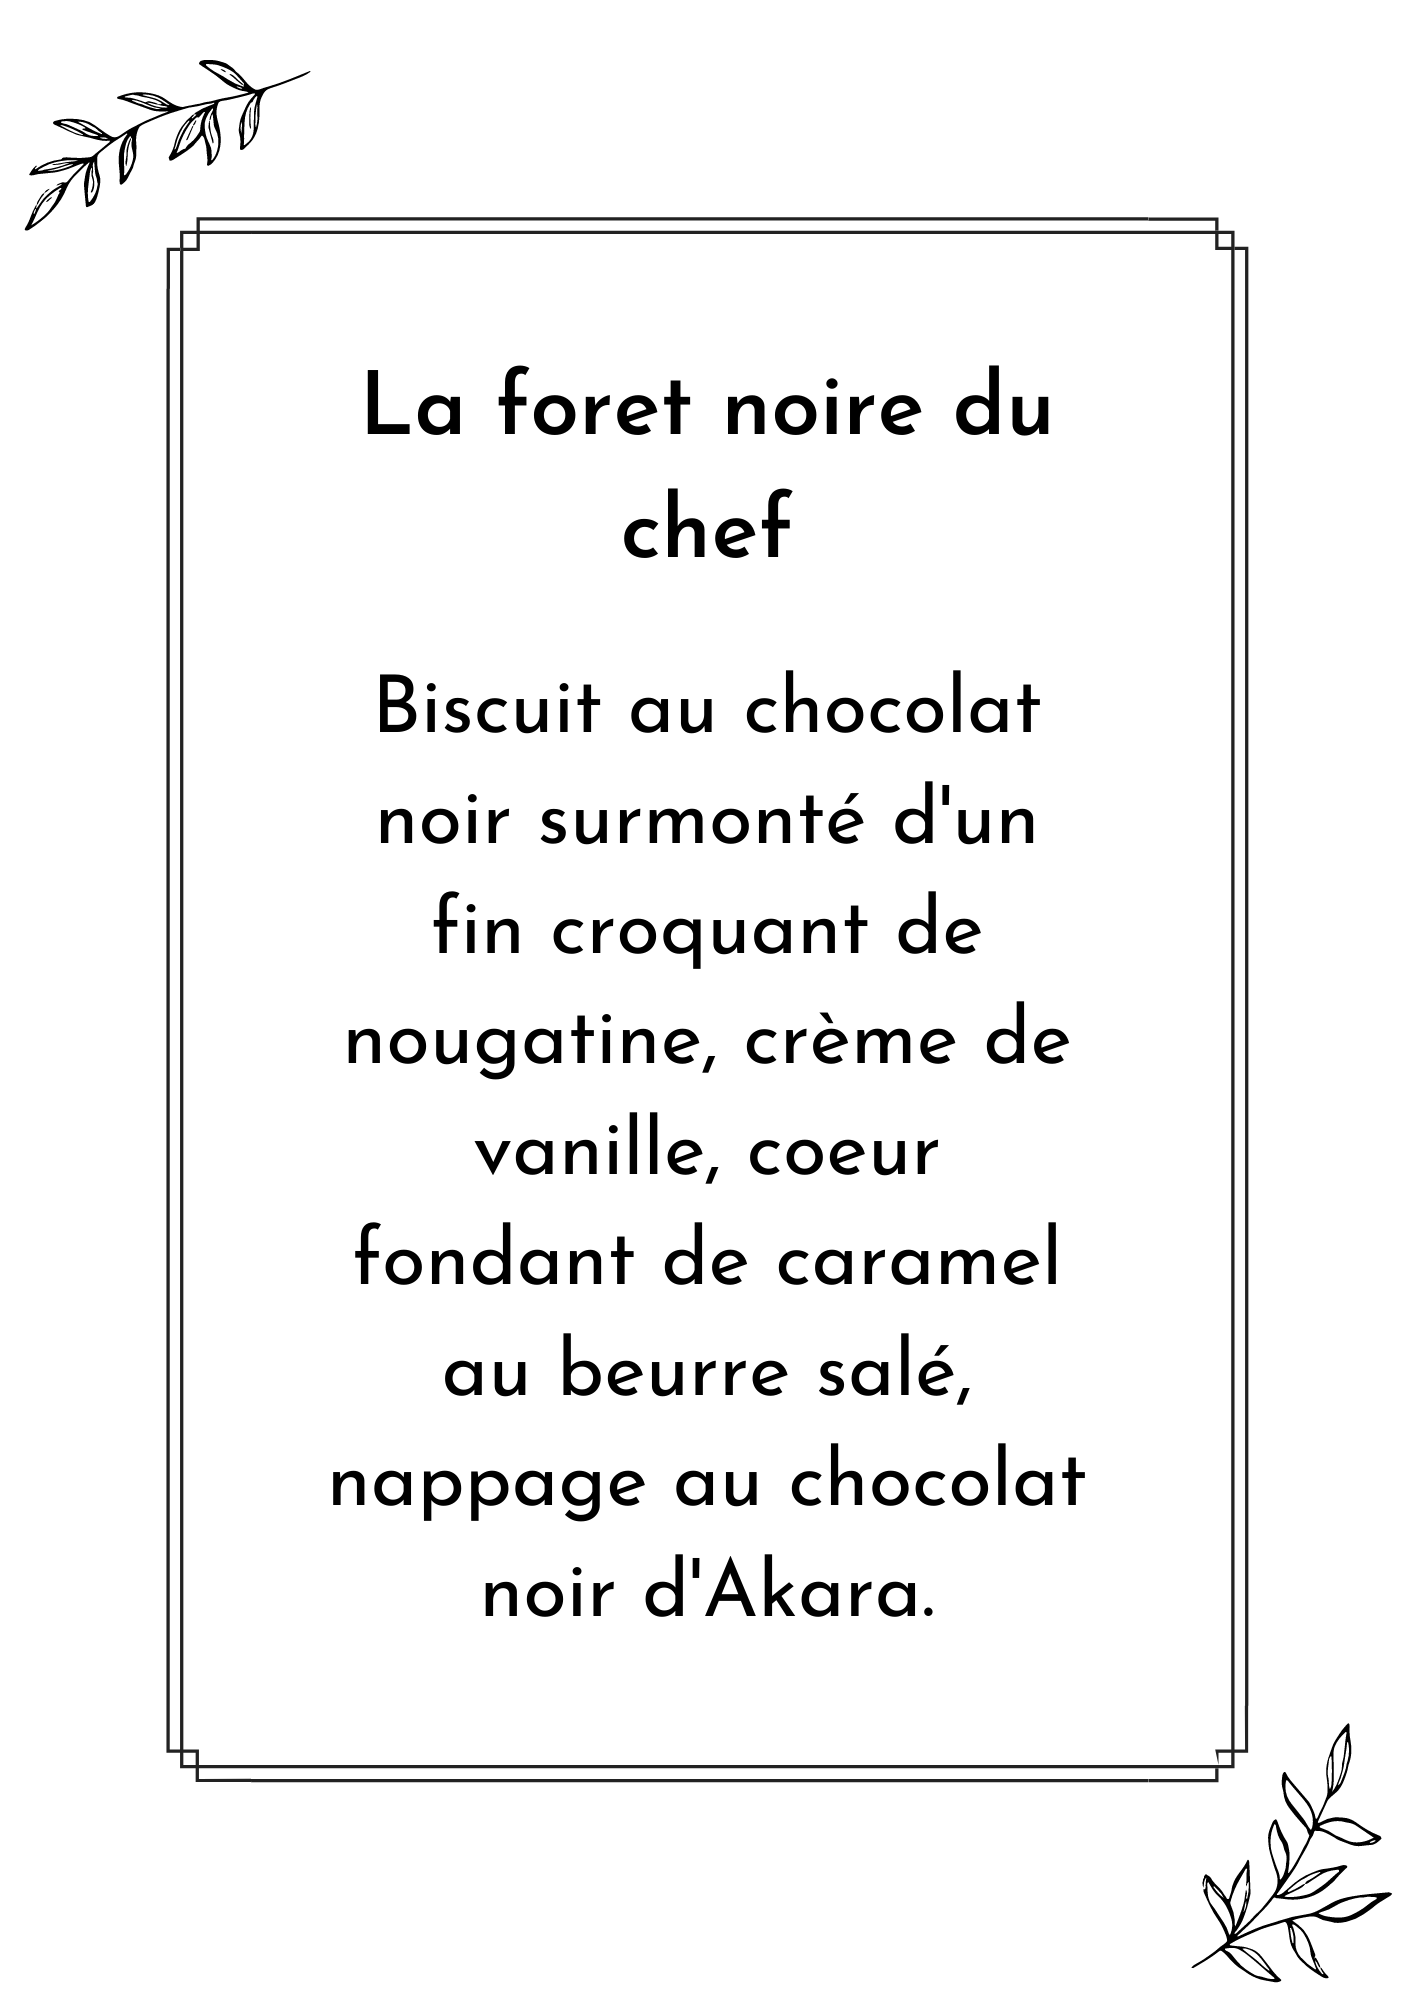 La foret noire du
chef
Biscuit au chocolat
noir surmonté d'un
fin croquant de
nougatine, crème de
vanille, coeur
fondant de caramel
au beurre salé,
nappage au chocolat
noir d'Akara.